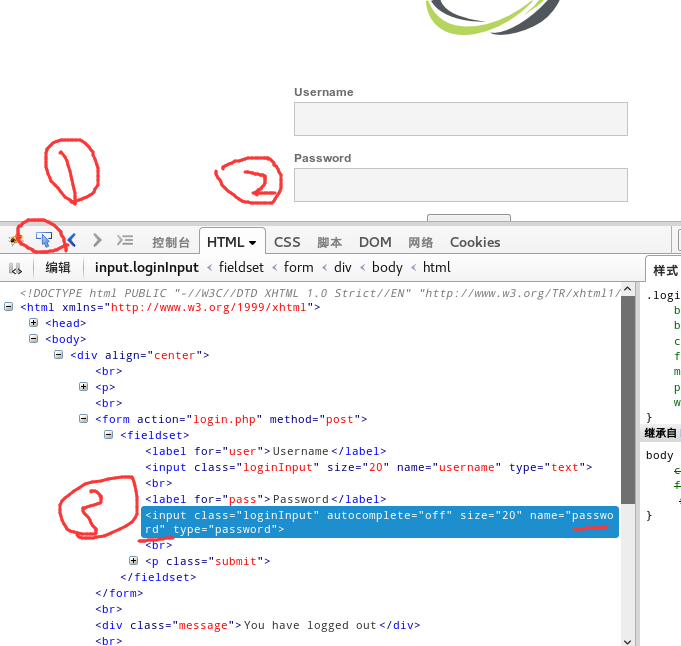 Username
1
Password
2
控制台 HTML CSS 脚本 DOM 网络 Cookies
编辑 input.loginInput < fieldset < form < div < body < html
样式
<!DOCTYPE html PUBLIC "-//W3C//DTD XHTML 1.0 Strict//EN" "http://www.w3.org/TR/xhtml1/
<html xmlns="http://www.w3.org/1999/xhtml">
<head>
<body>
<div align="center">
<br>
<p>
<br>
<form action="login.php" method="post">
<fieldset>
<label for="user">Username</label>
<input class="loginInput" size="20" name="username" type="text">
<br>
<label for="pass">Password</label>
<input class="loginInput" autocomplete="off" size="20" name="passwo
rd" type="password">
<br>
<p class="submit">
</fieldset>
</form>
<br>
<div class="message">You have logged out</div>
<br>
3
.logi
b
b
c
f
m
p
w
}
继承自
body
c
f
}